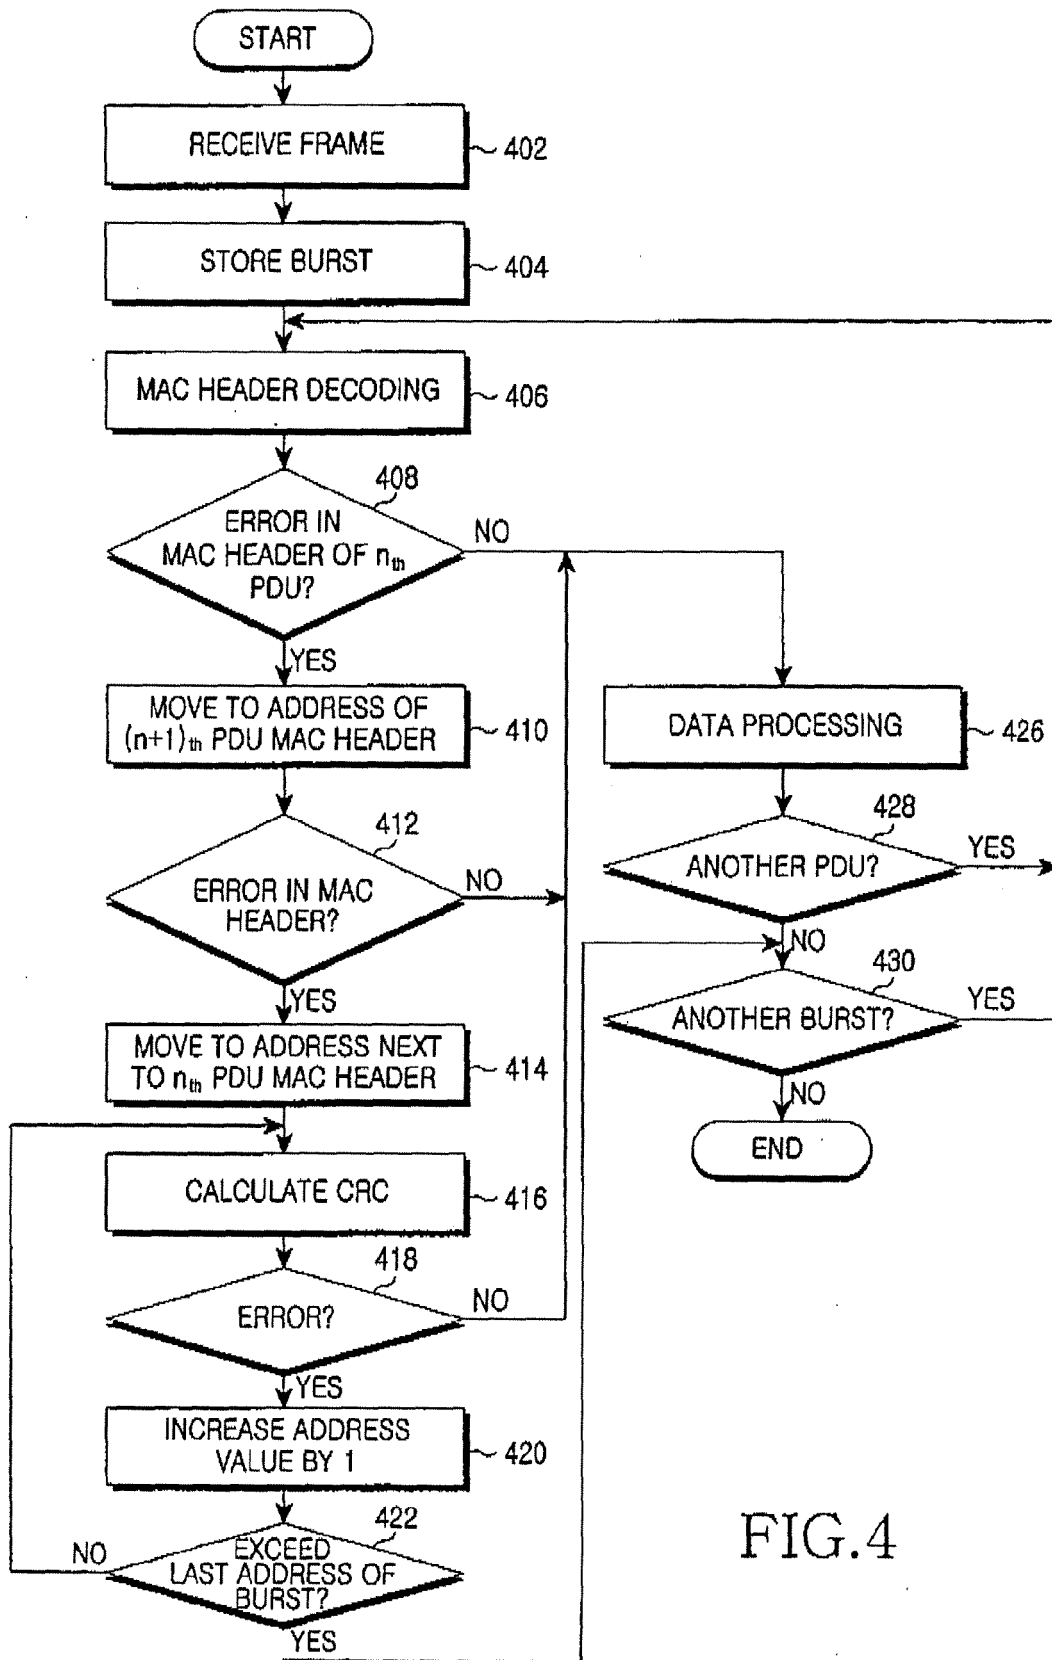 START
RECEIVE FRAME
402
STORE BURST
404
MAC HEADER DECODING
406
408
ERROR IN
MAC HEADER OF nth
PDU?
NO
YES
MOVE TO ADDRESS OF
(n+1)th PDU MAC HEADER
410
412
ERROR IN MAC
HEADER?
NO
YES
MOVE TO ADDRESS NEXT
TO nth PDU MAC HEADER
414
CALCULATE CRC
416
418
ERROR?
NO
YES
INCREASE ADDRESS
VALUE BY 1
420
422
EXCEED
LAST ADDRESS OF
BURST?
NO
YES
DATA PROCESSING
426
428
ANOTHER PDU?
YES
NO
430
ANOTHER BURST?
YES
NO
END
FIG.4